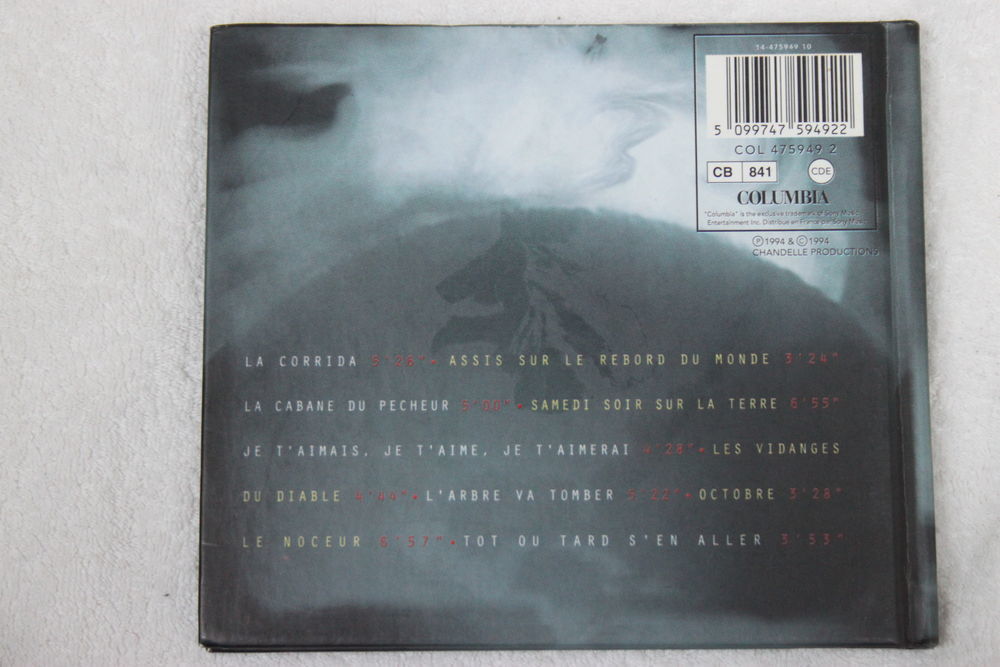 14-475949 10
5 099747 594922
COL 475949 2
CB 841 CDE
COLUMBIA
"Columbia" is the exclusive trademark of Sony Music
Entertainment Inc. Distribué en France par Sony Music
Ⓟ1994 & ©1994
CHANDELLE PRODUCTIONS
LA CORRIDA 5'26" • ASSIS SUR LE REBORD DU MONDE 3'24"
LA CABANE DU PECHEUR 5'00" • SAMEDI SOIR SUR LA TERRE 6'55"
JE T'AIMAIS, JE T'AIME, JE T'AIMERAI 4'28" • LES VIDANGES
DU DIABLE 4'44" • L'ARBRE VA TOMBER 5'22" • OCTOBRE 3'28"
LE NOCEUR 6'57" • TOT OU TARD S'EN ALLER 3'53"